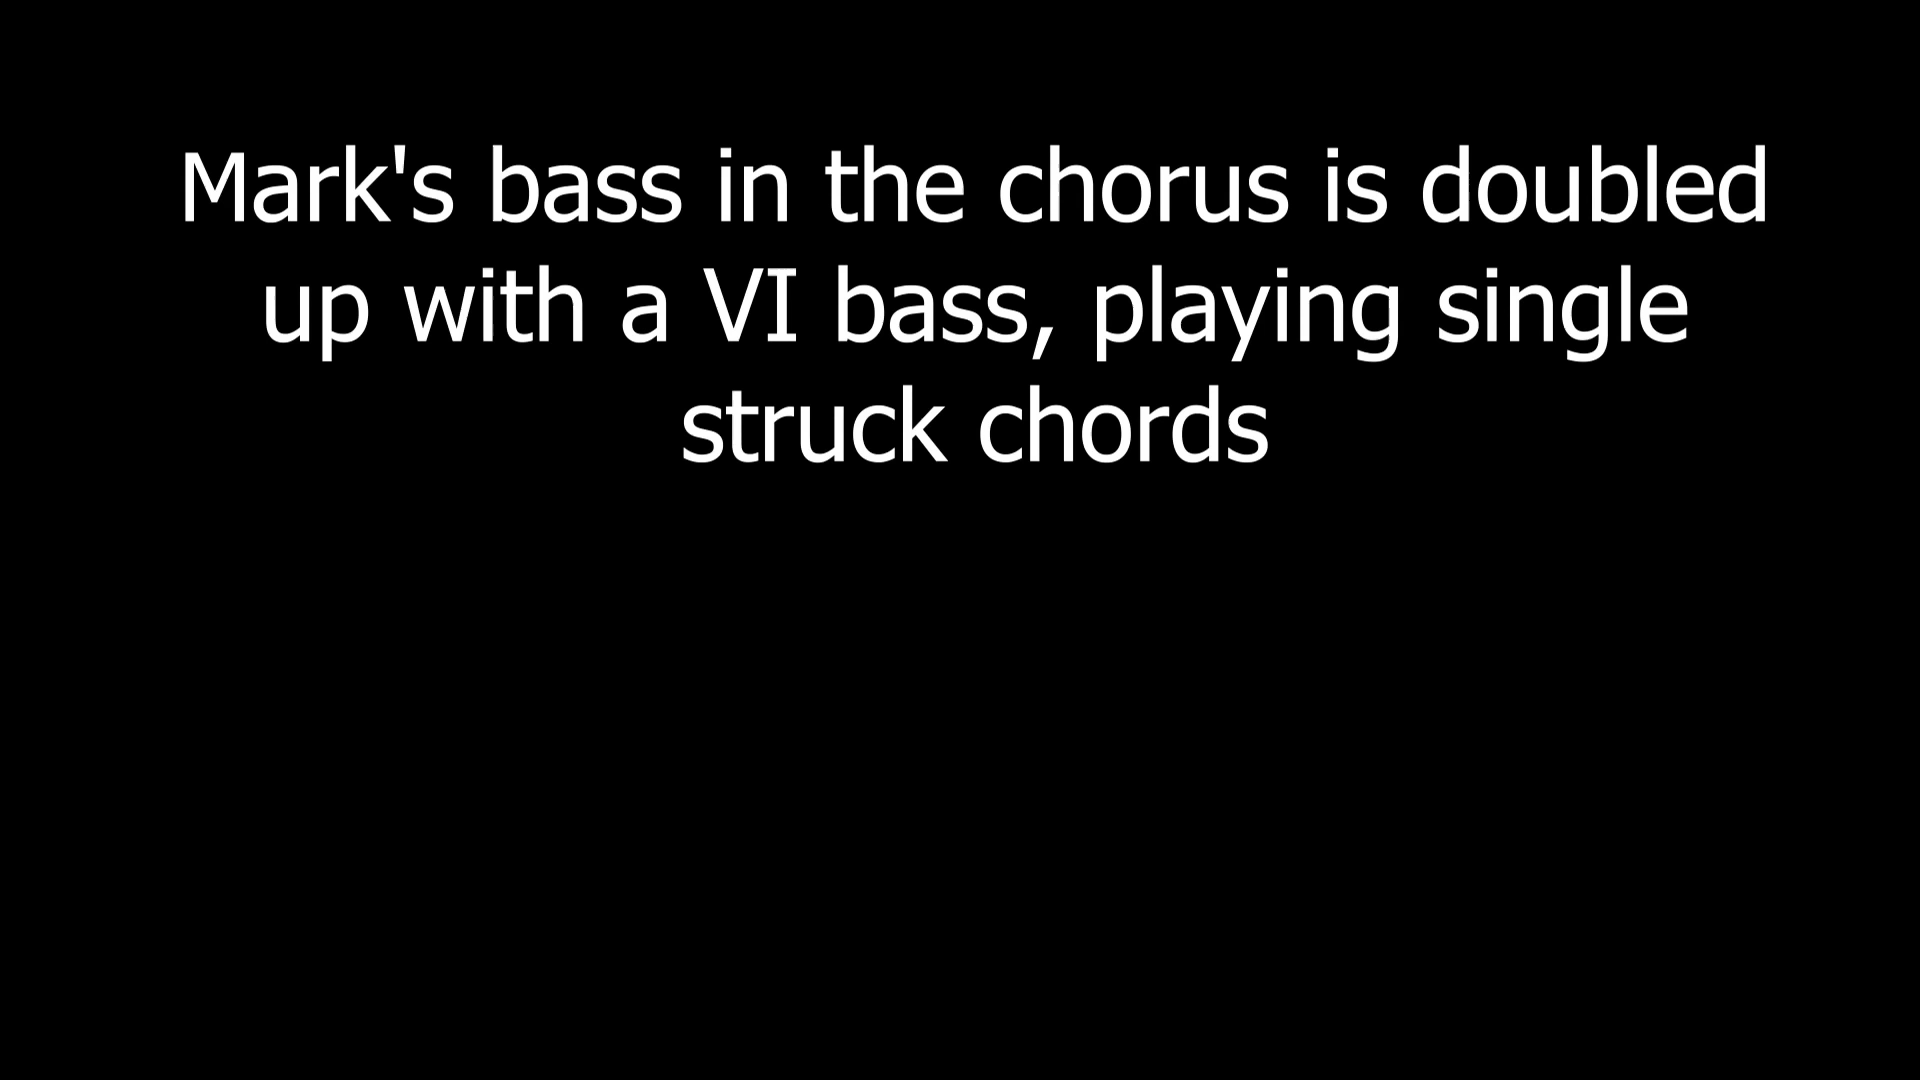 Mark's bass in the chorus is doubled
up with a VI bass, playing single
struck chords